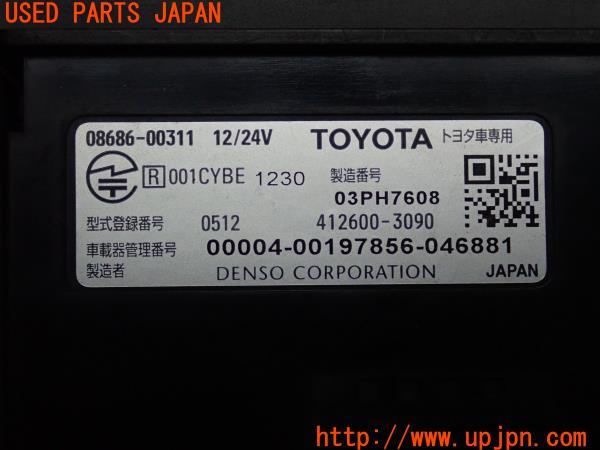 USED PARTS JAPAN
08686-00311 12/24V TOYOTA トヨタ車専用
R 001CYBE 1230 製造番号
03PH7608
型式登録番号 0512 412600-3090
車載器管理番号 00004-00197856-046881
製造者 DENSO CORPORATION JAPAN
http://www.upjpn.com